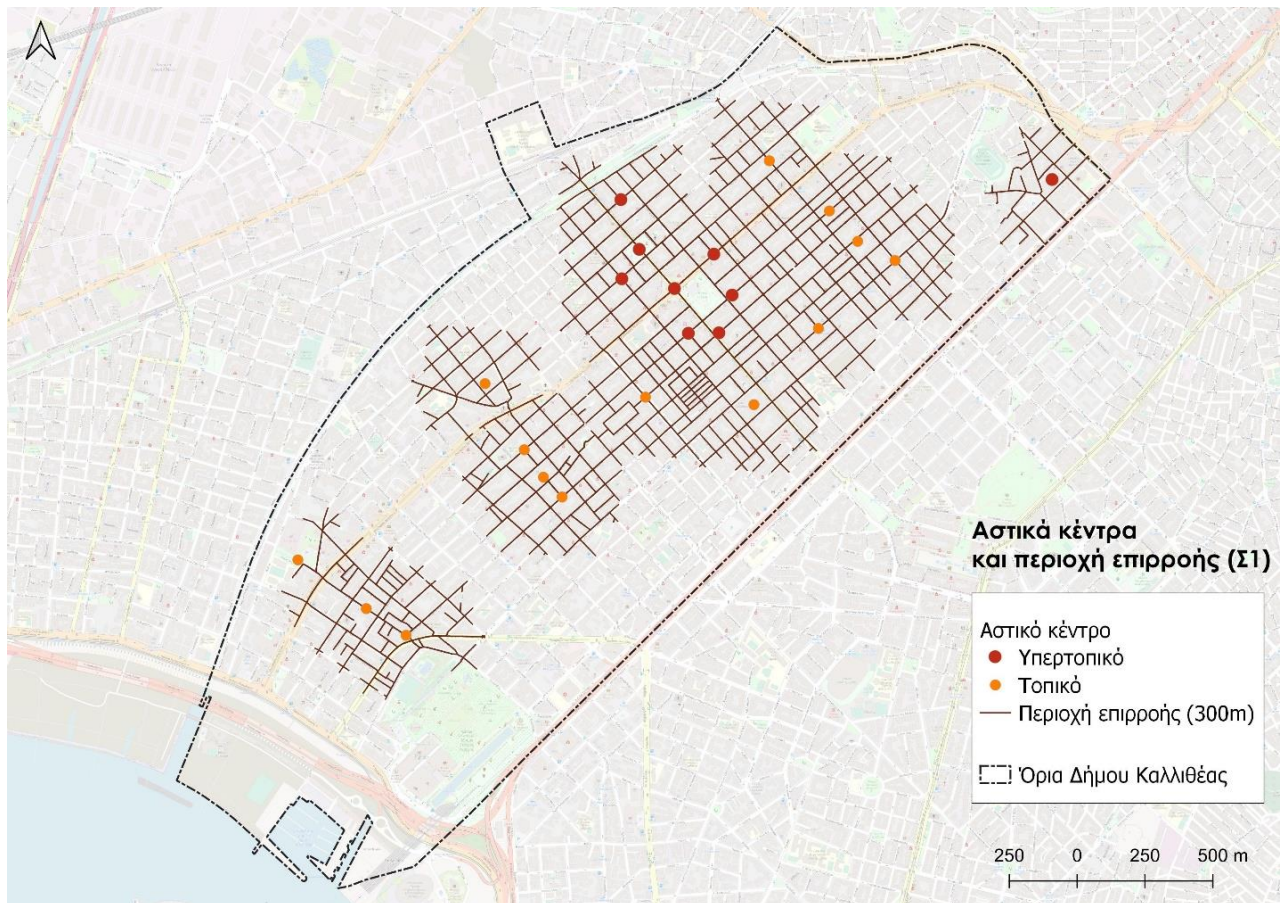 Αστικά κέντρα
και περιοχή επιρροής (Σ1)
Αστικό κέντρο
Υπερτοπικό
Τοπικό
Περιοχή επιρροής (300m)
Όρια Δήμου Καλλιθέας
250 0 250 500 m